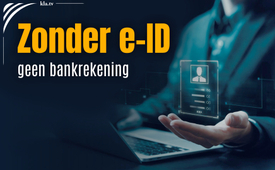 kla.tv
Zonder e-ID
geen bankrekening